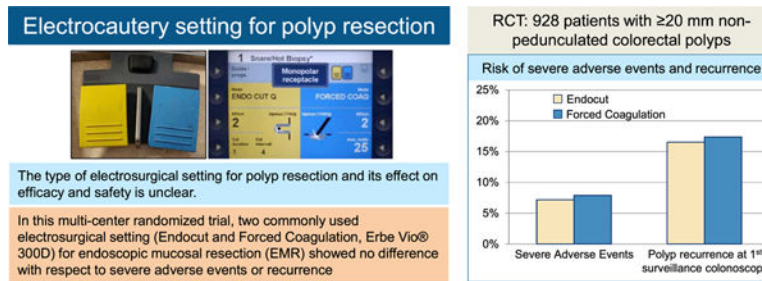 Electrocautery setting for polyp resection
1 Snare/Hot Biopsy*
Monopolar
receptacle
ENDO CUT Q
FORCED COAG
2
2
1
4
25
The type of electrosurgical setting for polyp resection and its effect on
efficacy and safety is unclear.
In this multi-center randomized trial, two commonly used
electrosurgical setting (Endocut and Forced Coagulation, Erbe Vio®
300D) for endoscopic mucosal resection (EMR) showed no difference
with respect to severe adverse events or recurrence
RCT: 928 patients with ≥20 mm non-
pedunculated colorectal polyps
Risk of severe adverse events and recurrence
25%
20%
15%
10%
5%
0%
Endocut
Forced Coagulation
Severe Adverse Events
Polyp recurrence at 1st
surveillance colonoscop